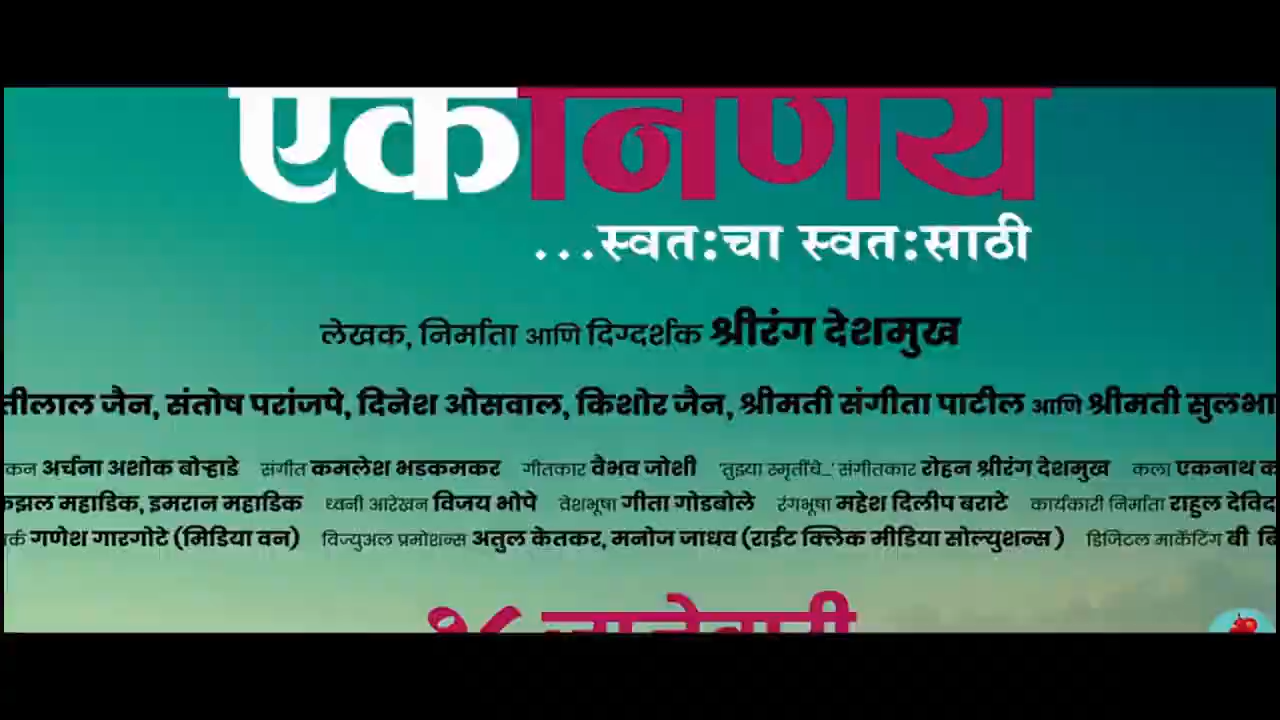 एक निर्णय
...स्वतःचा स्वतःसाठी
लेखक, निर्माता आणि दिग्दर्शक श्रीरंग देशमुख
जैन, संतोष परांजपे, दिनेश ओसवाल, किशोर जैन, श्रीमती संगीता पाटील आणि श्रीमती
अर्चना अशोक बोऱ्हाडे संगीत कमलेश भडकमकर गीतकार वैभव जोशी 'तुझ्या स्मृतींचे...' संगीतकार रोहन श्रीरंग देशमुख कला एकनाथ
महाडिक, इमरान महाडिक ध्वनी आरेखन विजय भोपे वेशभूषा गीता गोडबोले रंगभूषा महेश दिलीप बराटे कार्यकारी निर्माता राहुल
गणेश गारगोटे (मिडिया वन) विज्युअल प्रमोशन्स अतुल केतकर, मनोज जाधव (राईट क्लिक मीडिया सोल्युशन्स) डिजिटल मार्केटिंग बी
जानेवारी